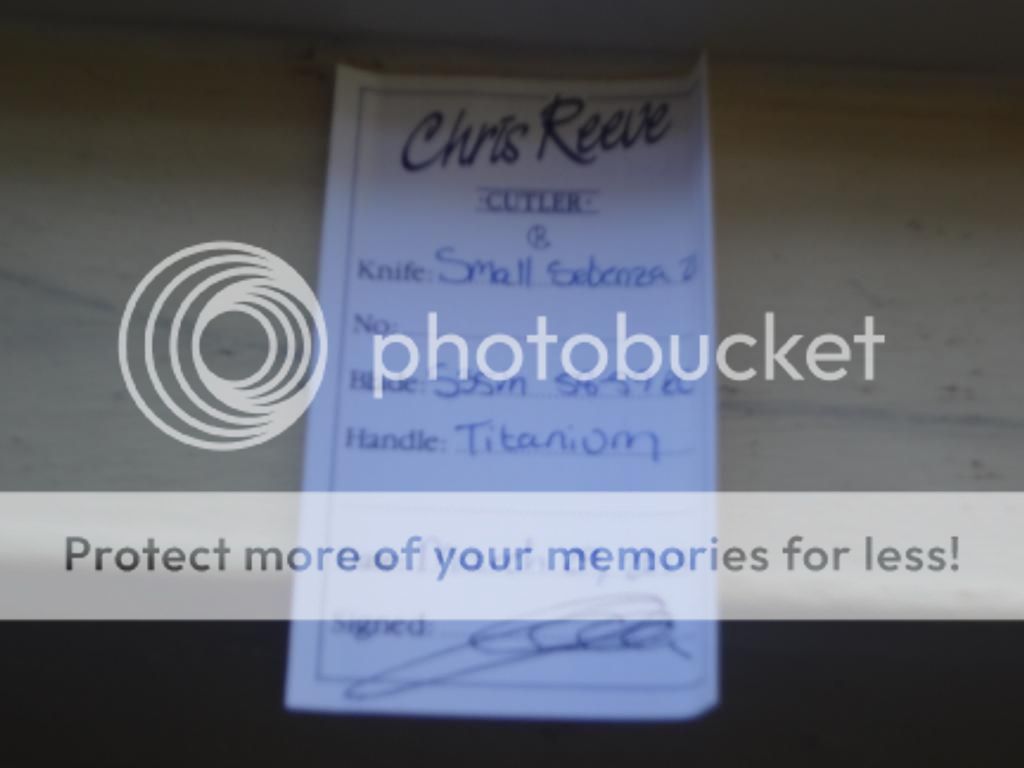 Chris Reeve
·CUTLER·
®
Knife: Small Sebenza
No:
photobucket
Blade:
Handle: Titanium
Protect more of your memories for less!
Signed: